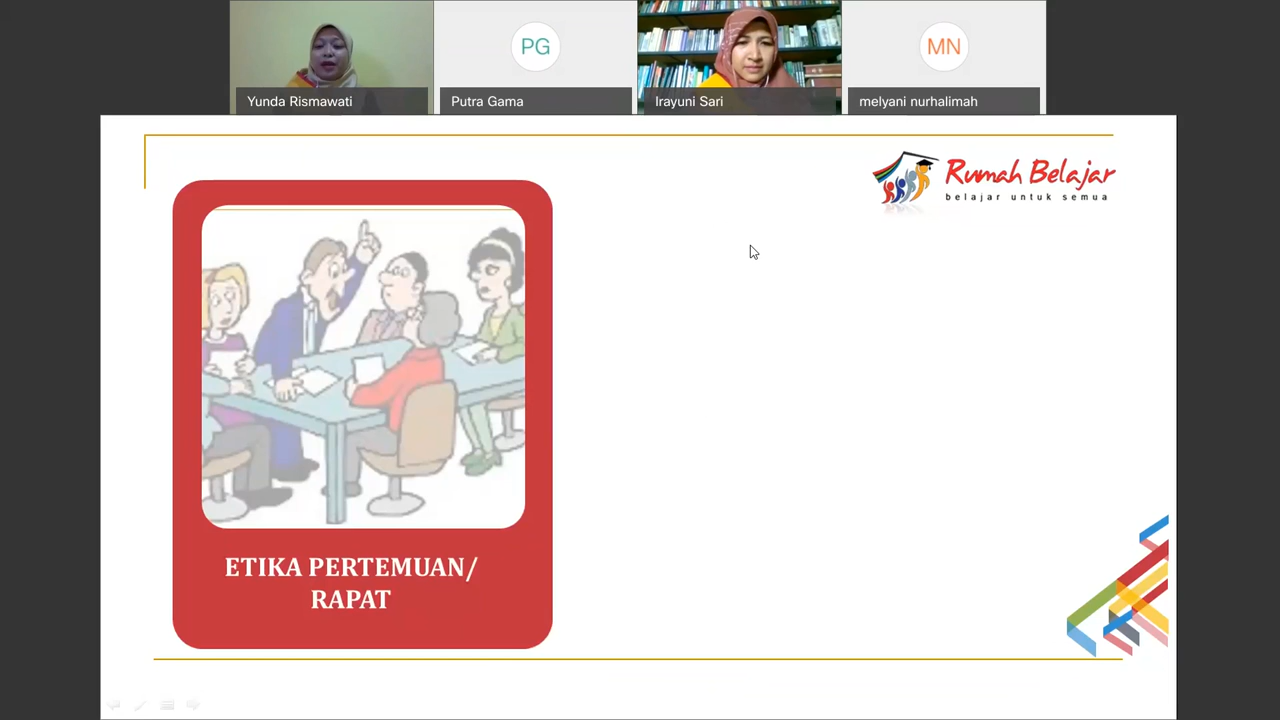 PG
MN
Yunda Rismawati
Putra Gama
Irayuni Sari
melyani nurhalimah
Rumah Belajar
belajar untuk semua
ETIKA PERTEMUAN/
RAPAT